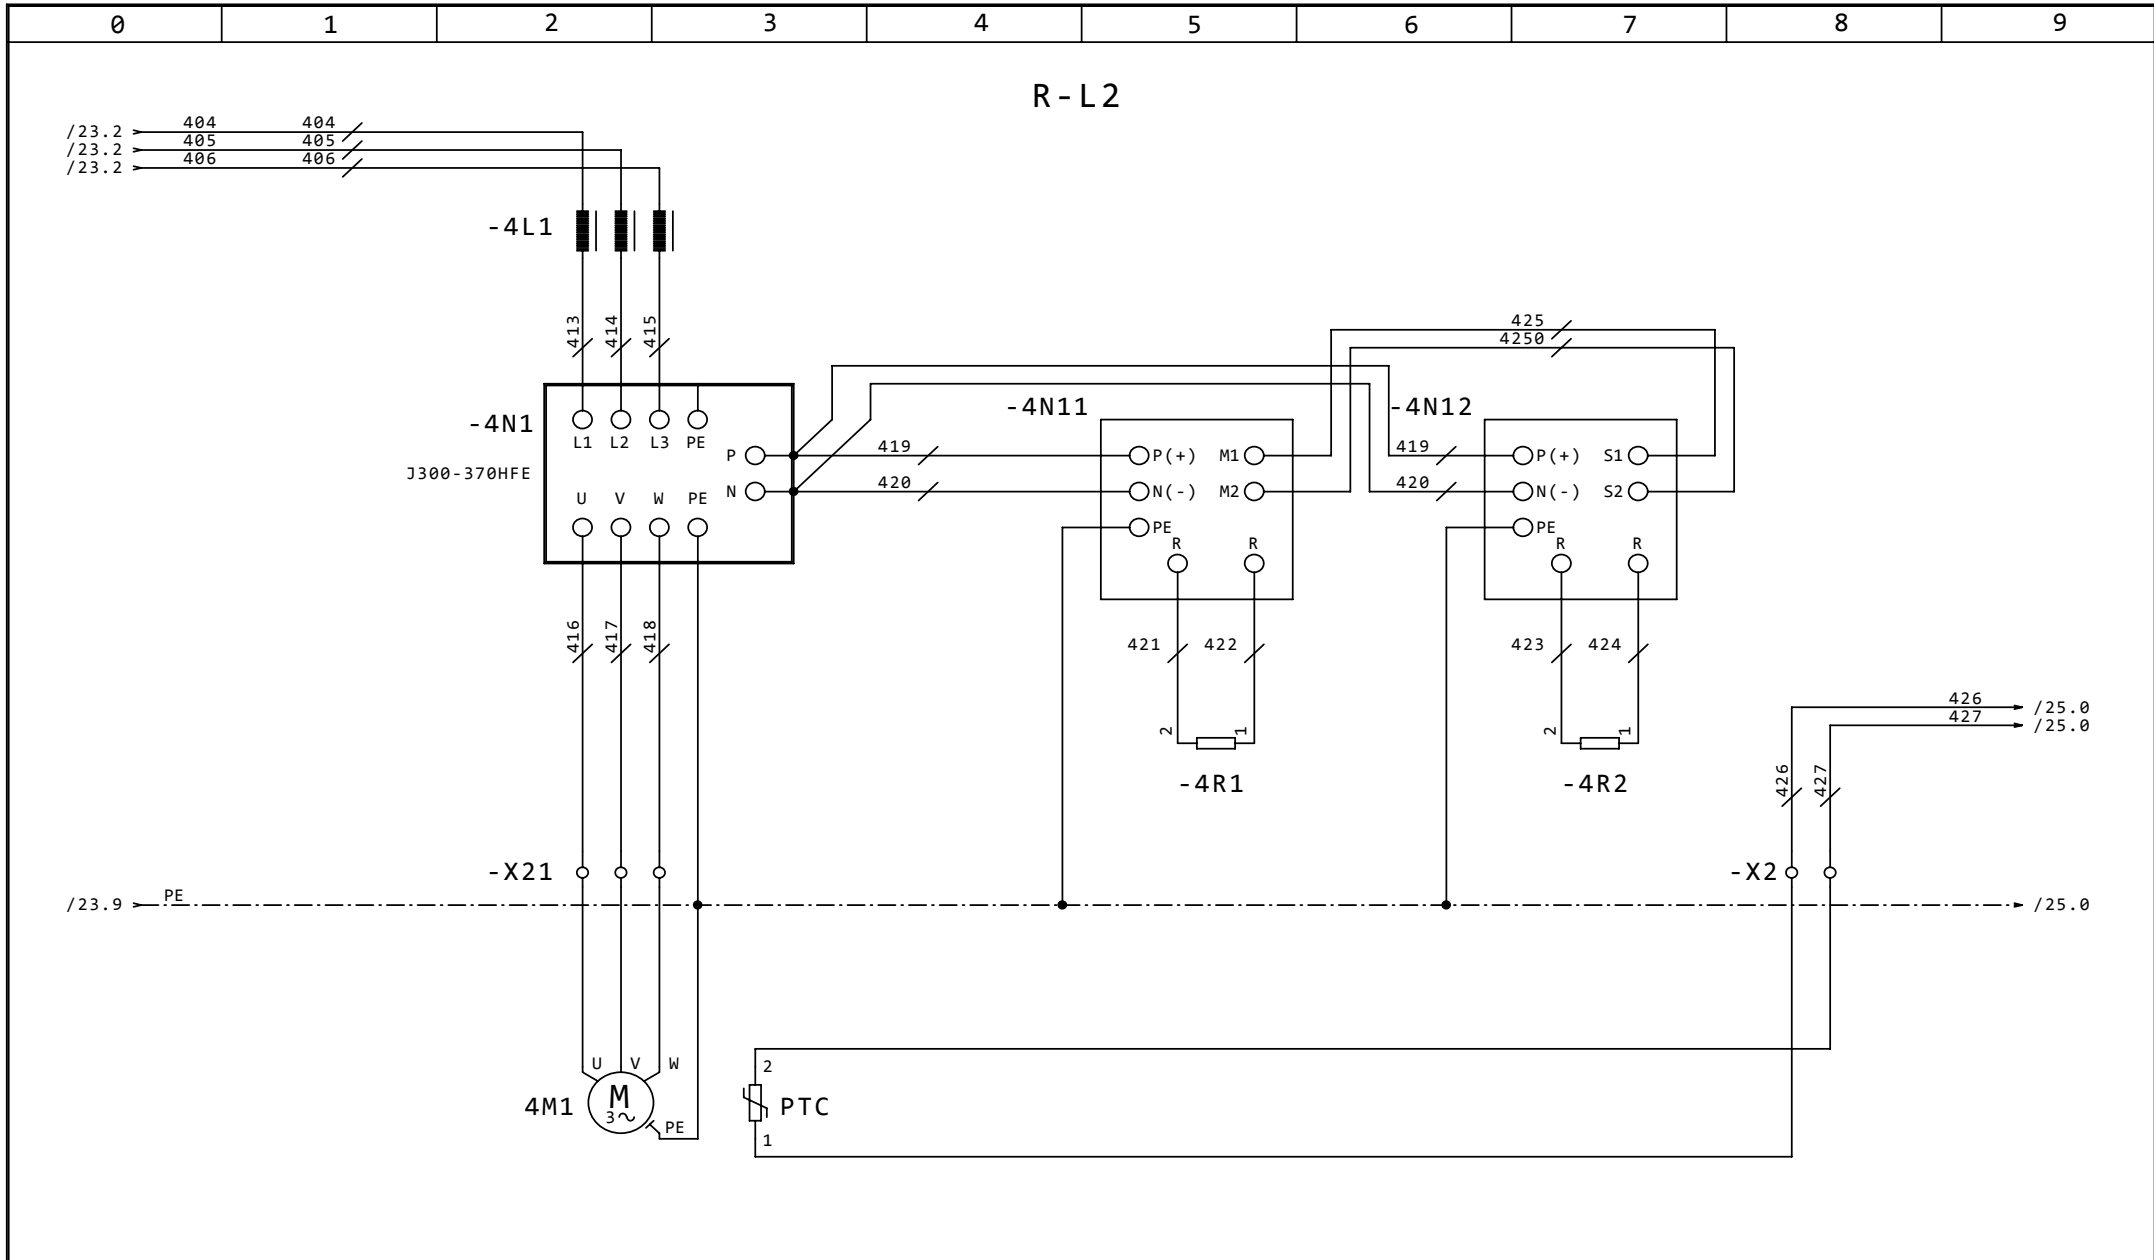 0 1 2 3 4 5 6 7 8 9
R-L2
/23.2 404 404
/23.2 405 405
/23.2 406 406
-4L1
413 414 415
425
4250
-4N1
L1 L2 L3 PE
J300-370HFE
P
N
U V W PE
419
420
-4N11
P(+) M1
N(-) M2
PE
R R
419
420
-4N12
P(+) S1
N(-) S2
PE
R R
416 417 418
421 422
423 424
2 1
2 1
-4R1
-4R2
426 /25.0
427 /25.0
426 427
-X21
-X2
/23.9 PE /25.0
U V W
4M1
M
3~
PE
2
PTC
1